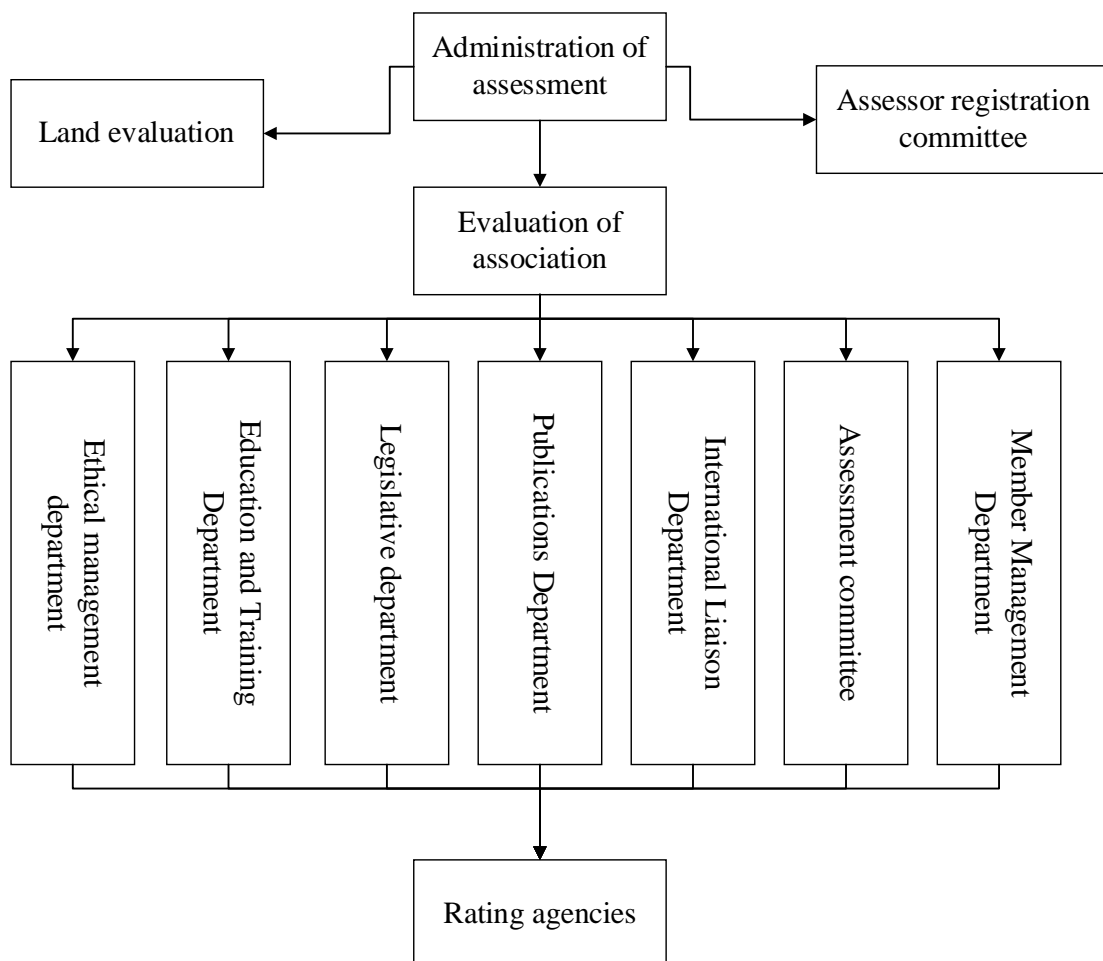 Administration of
assessment
Land evaluation
Assessor registration
committee
Evaluation of
association
Ethical management
department
Education and Training
Department
Legislative department
Publications Department
International Liaison
Department
Assessment committee
Member Management
Department
Rating agencies